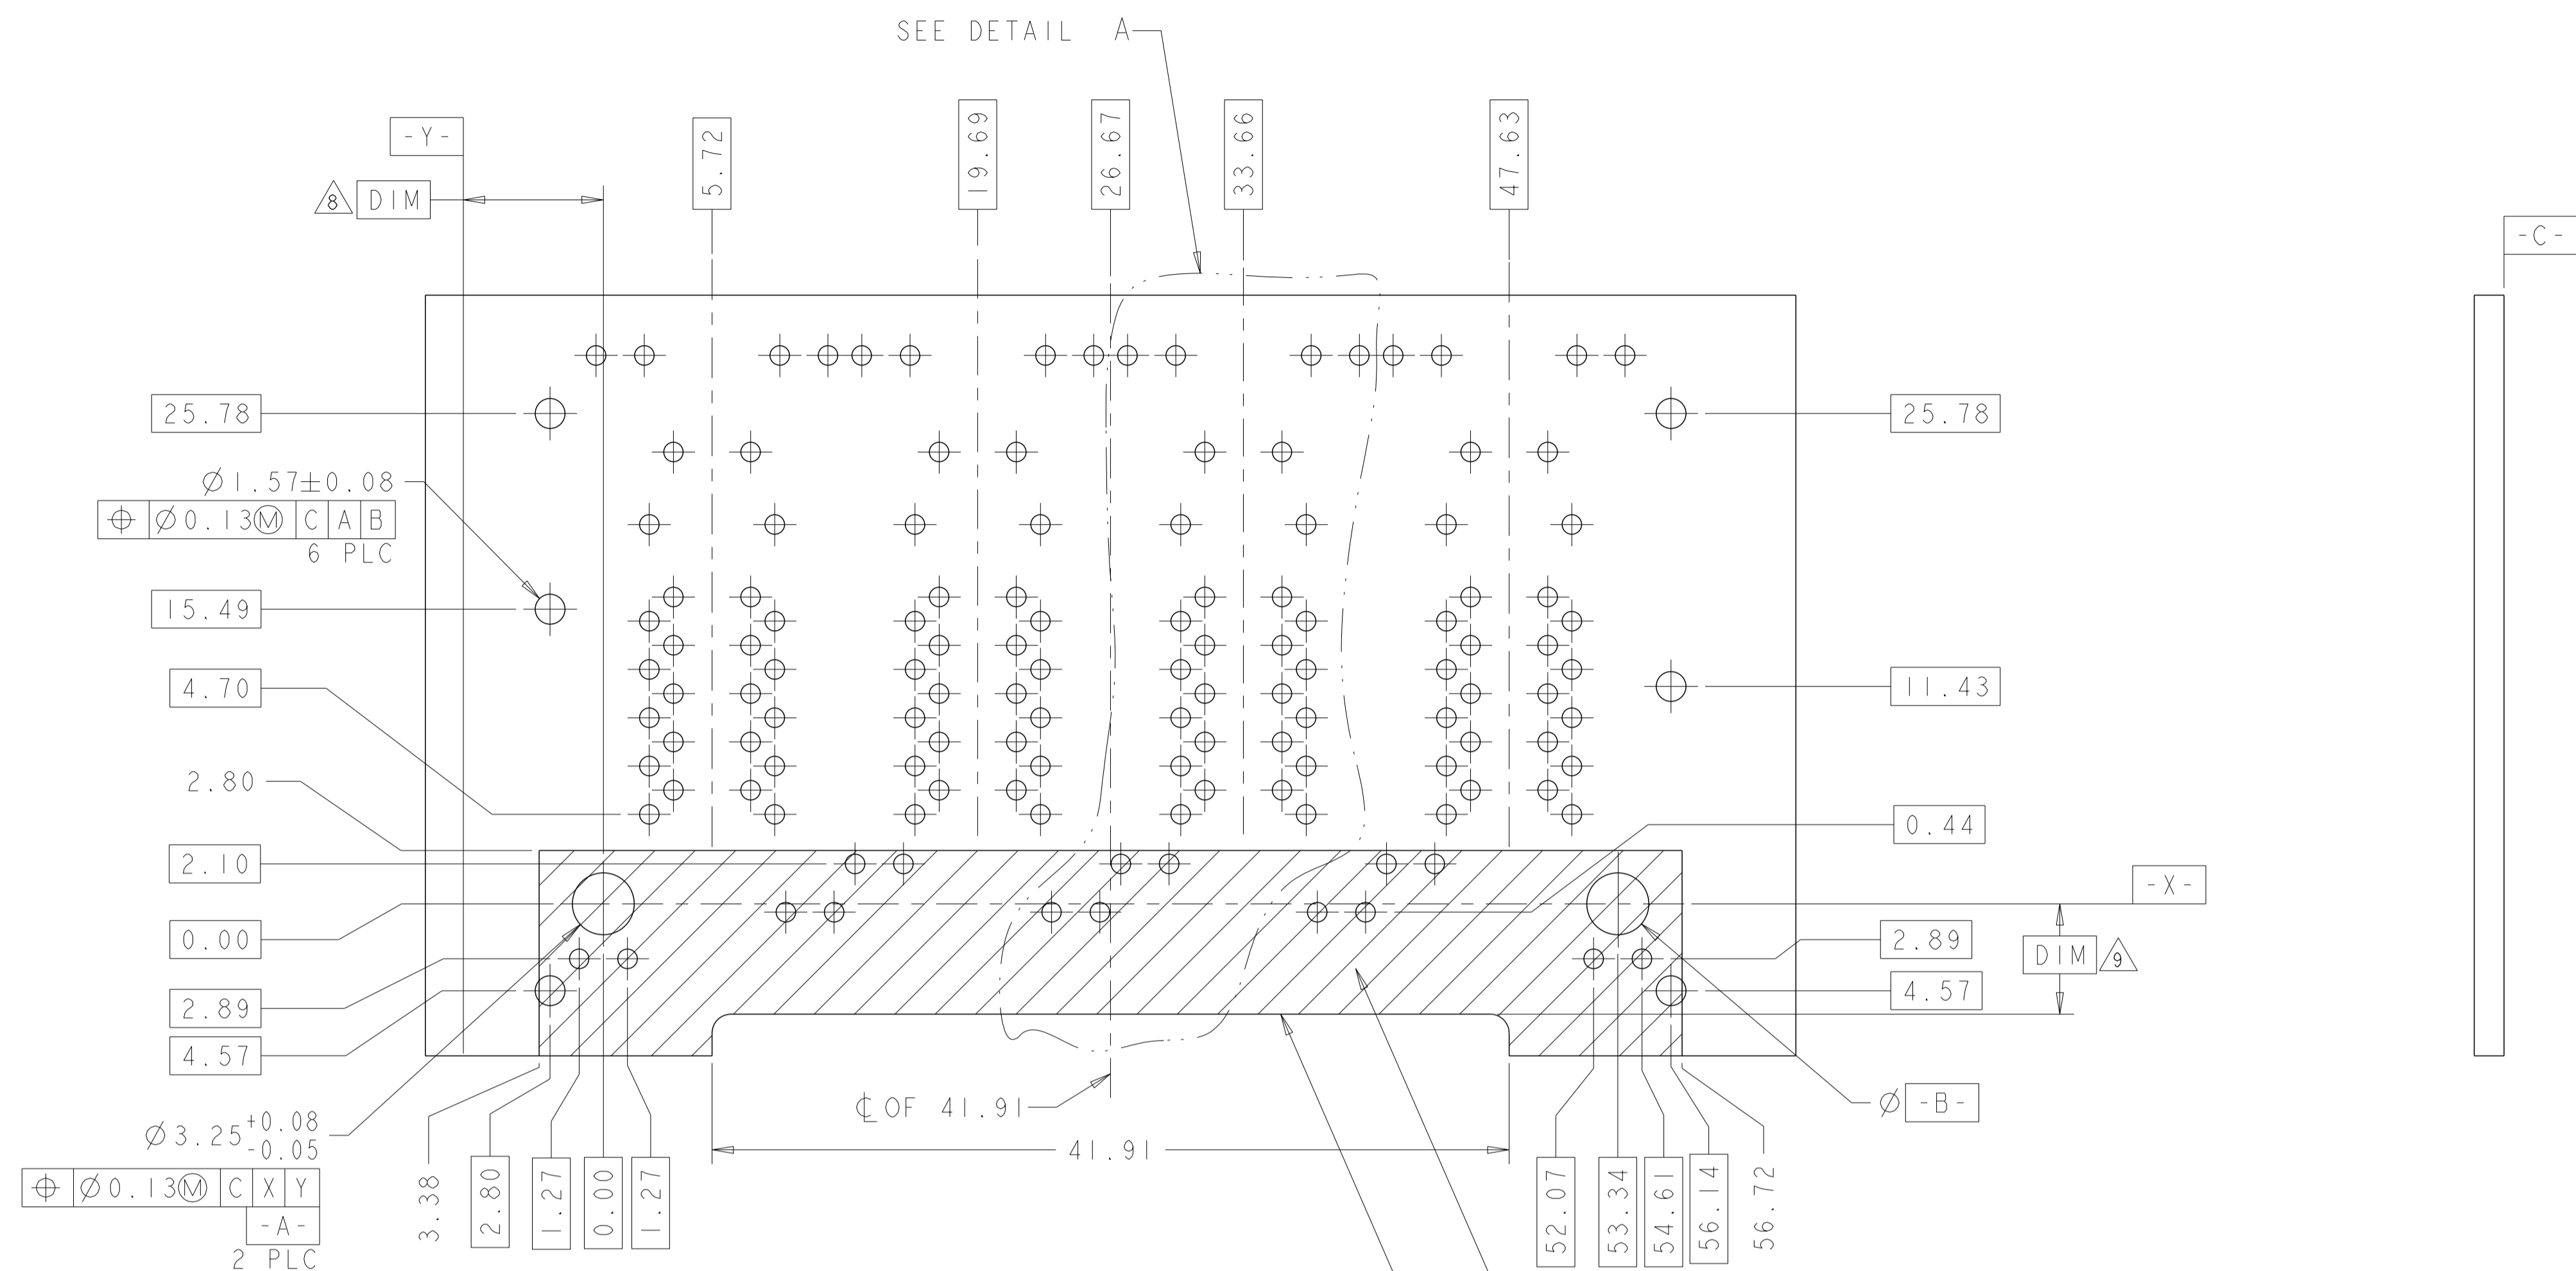 SEE DETAIL A
-Y-
8 DIM
5.72
19.69
26.67
33.66
47.63
-C-
25.78
25.78
Ø1.57±0.08
⌖ Ø0.13Ⓜ C A B
6 PLC
15.49
4.70
11.43
2.80
0.44
2.10
-X-
0.00
2.89
DIM 9
2.89
4.57
4.57
℄ OF 41.91
Ø -B-
Ø3.25 +0.08 -0.05
41.91
⌖ Ø0.13Ⓜ C X Y
-A-
2 PLC
3.38
2.80
1.27
0.00
1.27
52.07
53.34
54.61
56.14
56.72